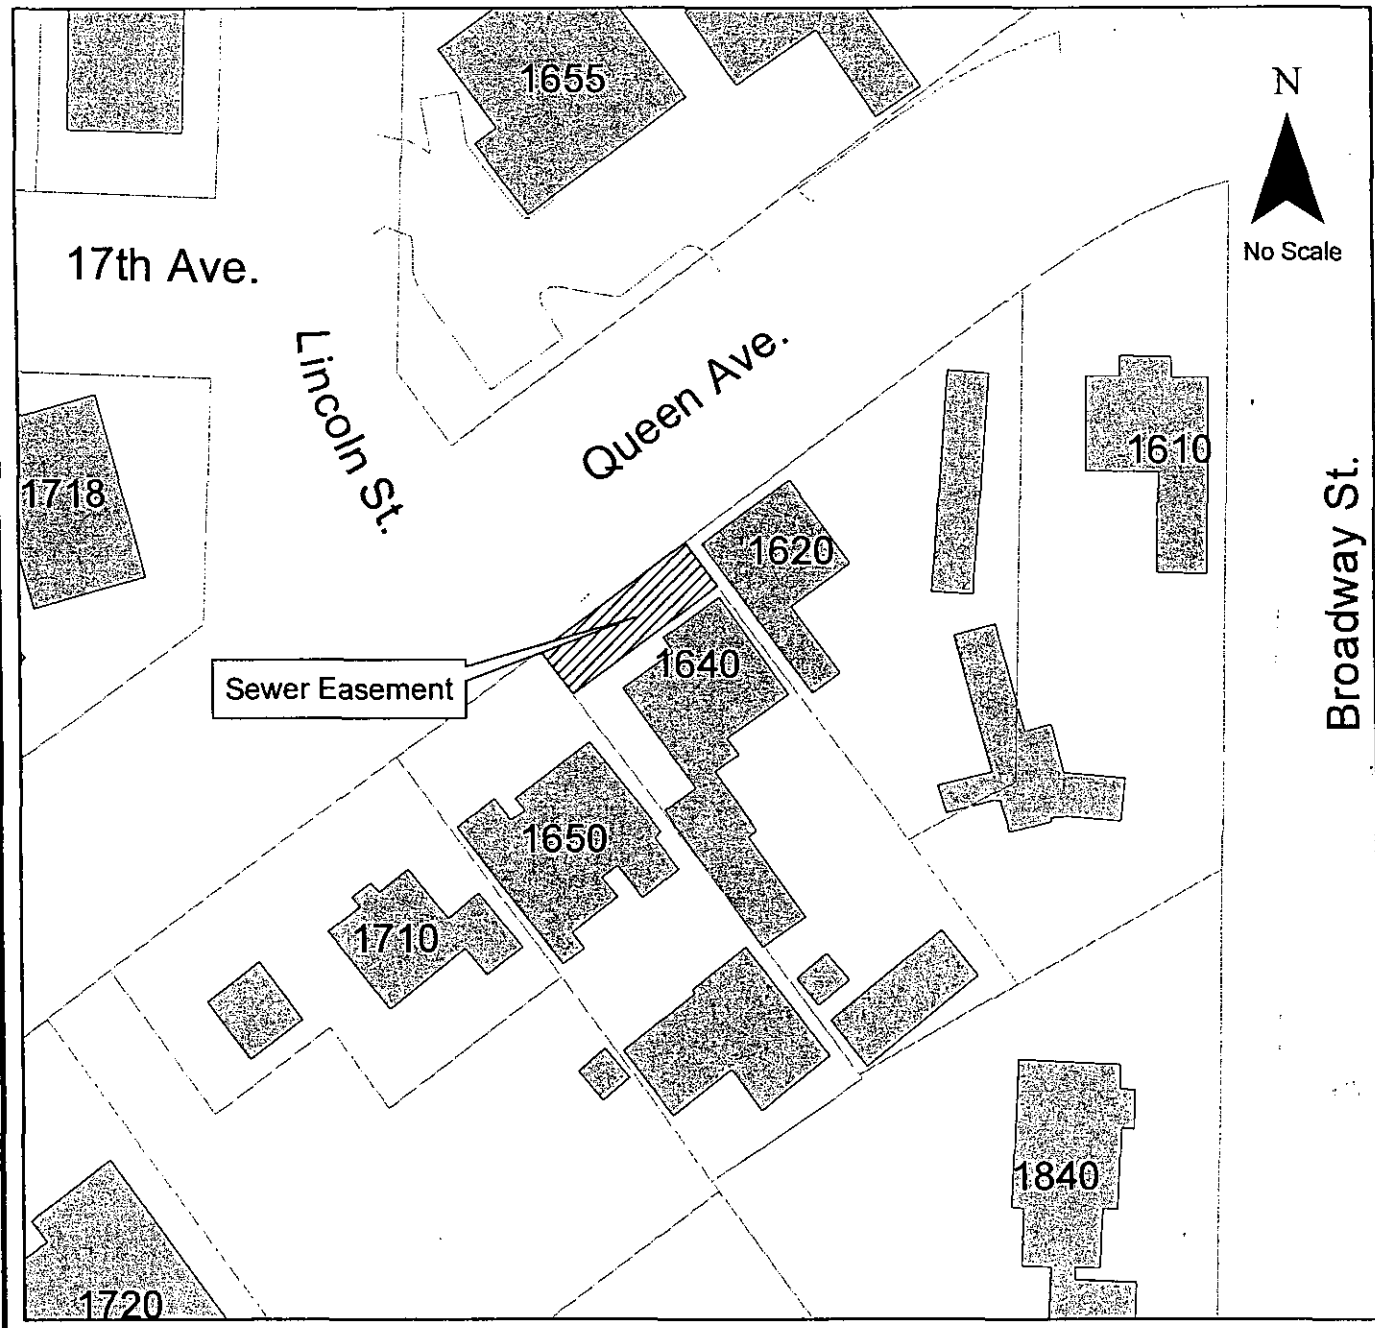 1655
N
No Scale
17th Ave.
Lincoln St.
Queen Ave.
1610
1718
Broadway St.
1620
1640
Sewer Easement
1650
1710
1840
1720